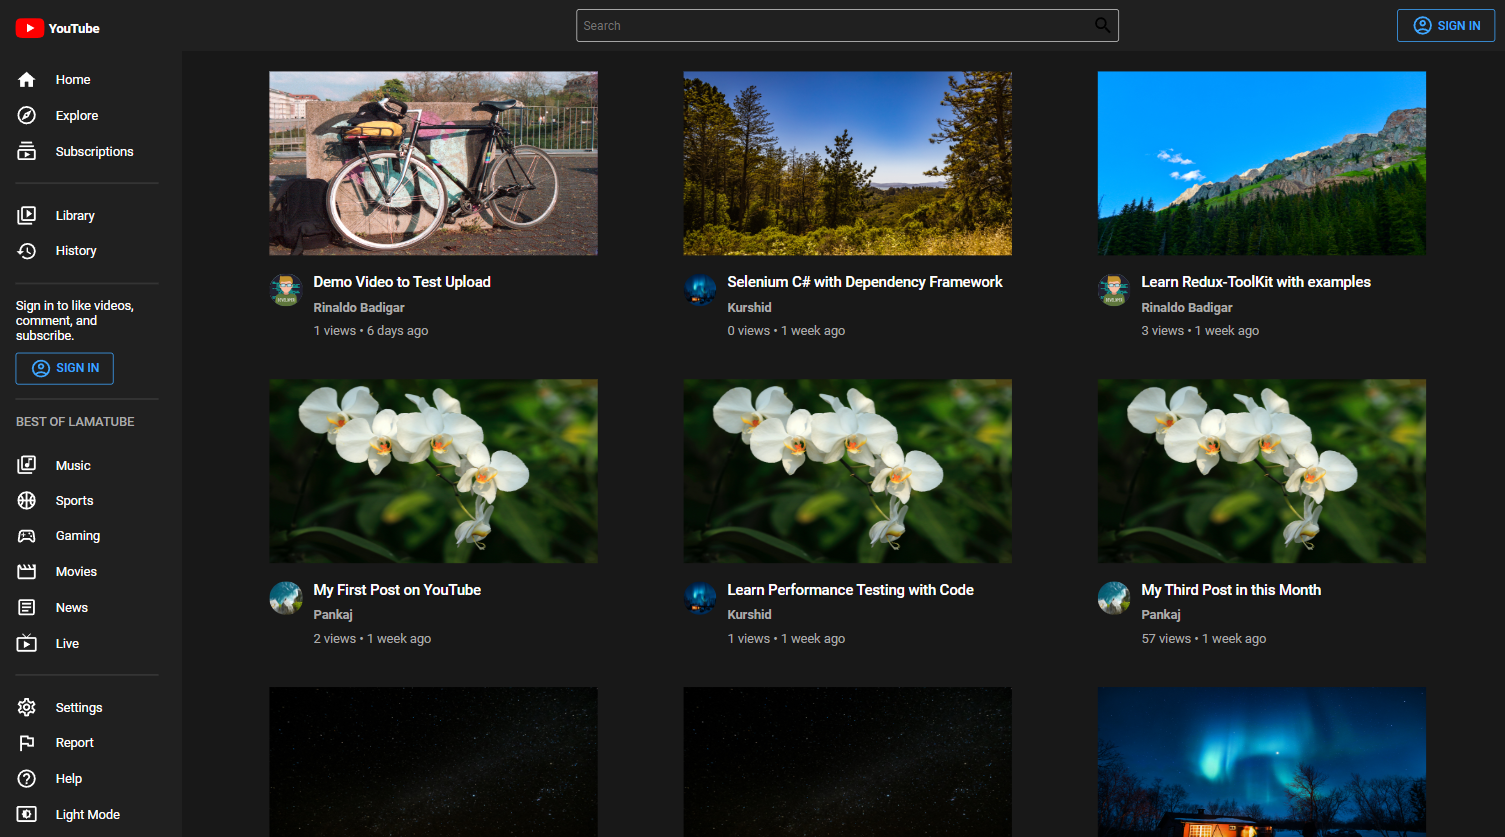 YouTube
Search
SIGN IN
Home
Explore
Subscriptions
Library
History
Sign in to like videos,
comment, and
subscribe.
SIGN IN
BEST OF LAMATUBE
Music
Sports
Gaming
Movies
News
Live
Settings
Report
Help
Light Mode
Demo Video to Test Upload
Rinaldo Badigar
1 views • 6 days ago
Selenium C# with Dependency Framework
Kurshid
0 views • 1 week ago
Learn Redux-ToolKit with examples
Rinaldo Badigar
3 views • 1 week ago
My First Post on YouTube
Pankaj
2 views • 1 week ago
Learn Performance Testing with Code
Kurshid
1 views • 1 week ago
My Third Post in this Month
Pankaj
57 views • 1 week ago